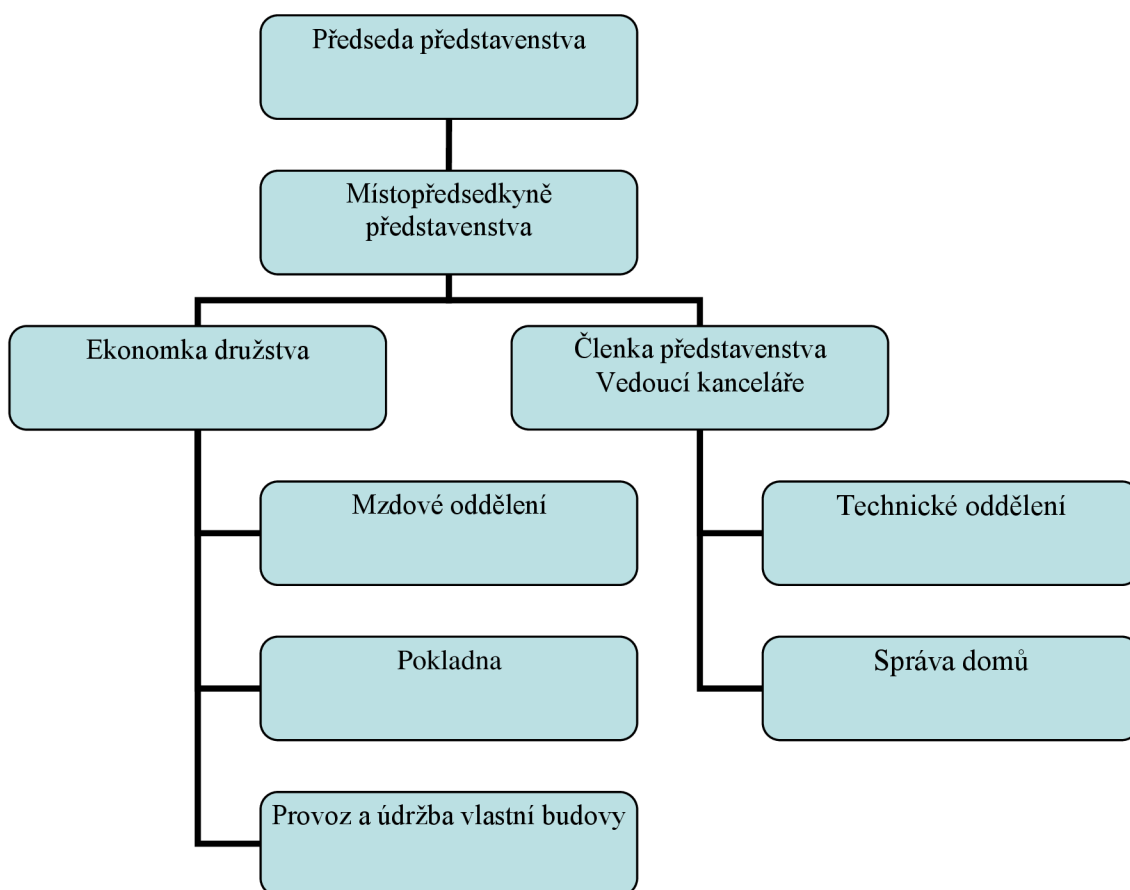 Předseda představenstva
Místopředsedkyně
představenstva
Ekonomka družstva
Členka představenstva
Vedoucí kanceláře
Mzdové oddělení
Technické oddělení
Pokladna
Správa domů
Provoz a údržba vlastní budovy